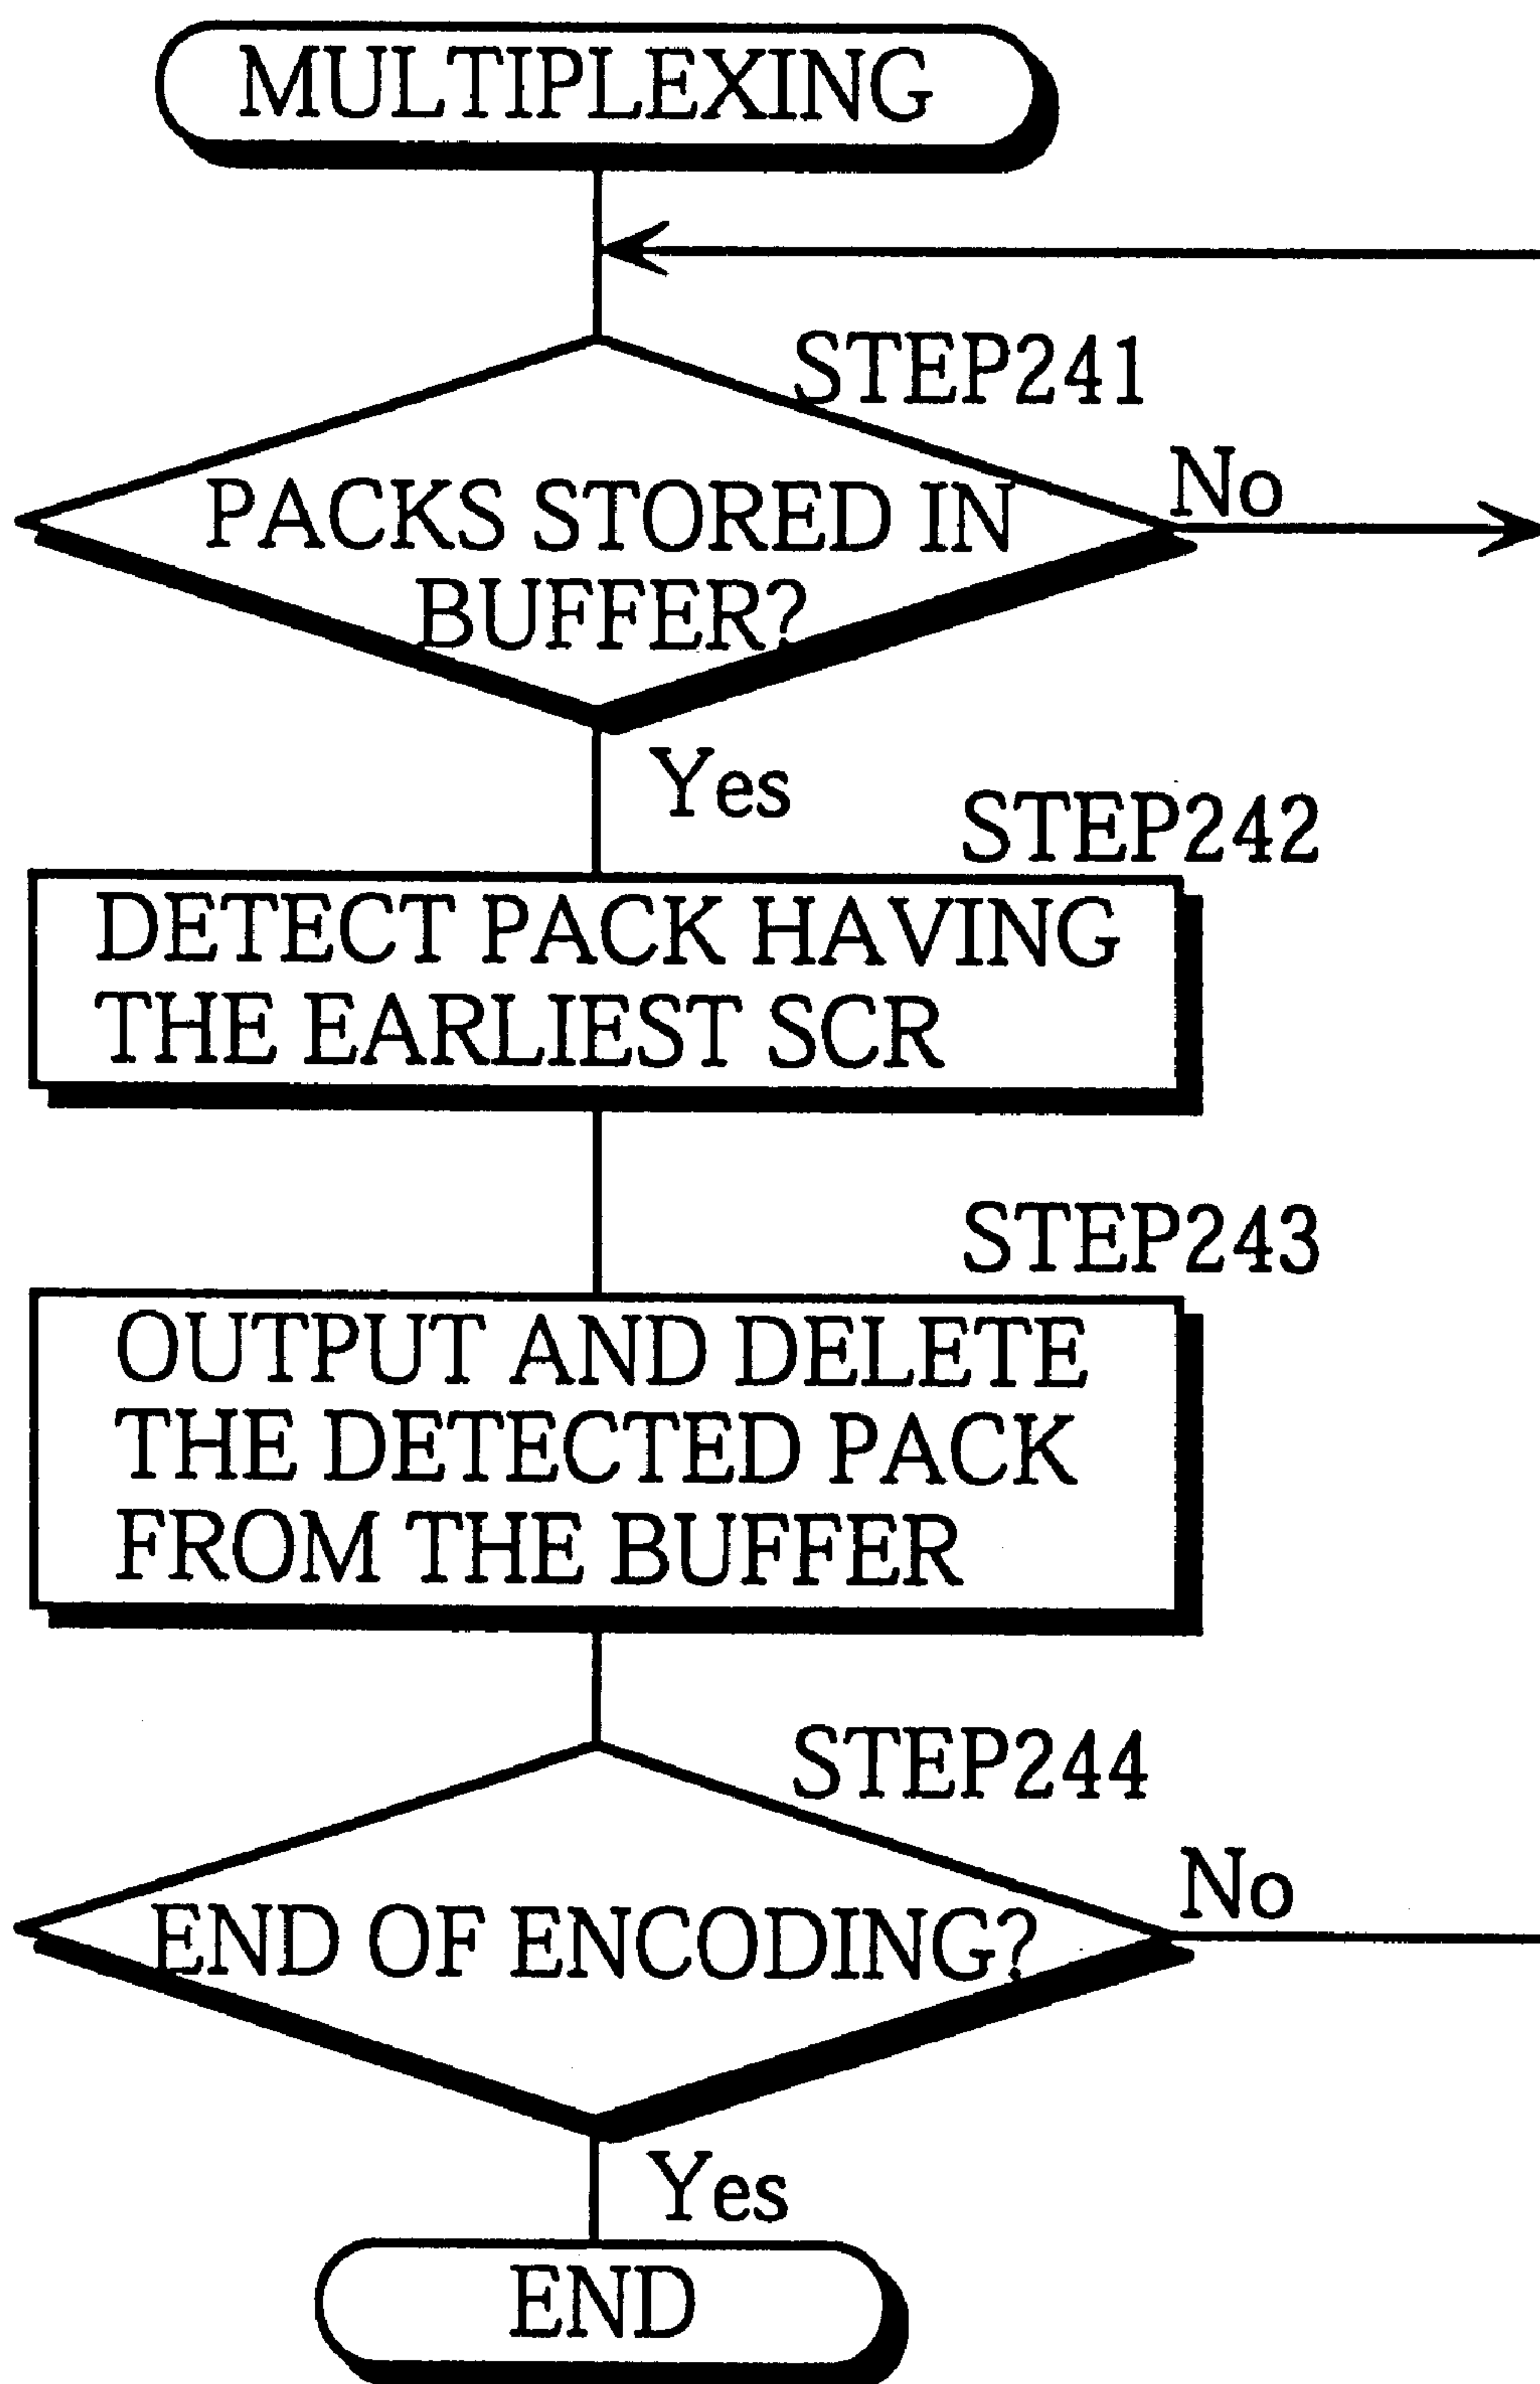 MULTIPLEXING
STEP241
PACKS STORED IN
BUFFER?
No
Yes
STEP242
DETECT PACK HAVING
THE EARLIEST SCR
STEP243
OUTPUT AND DELETE
THE DETECTED PACK
FROM THE BUFFER
STEP244
END OF ENCODING?
No
Yes
END